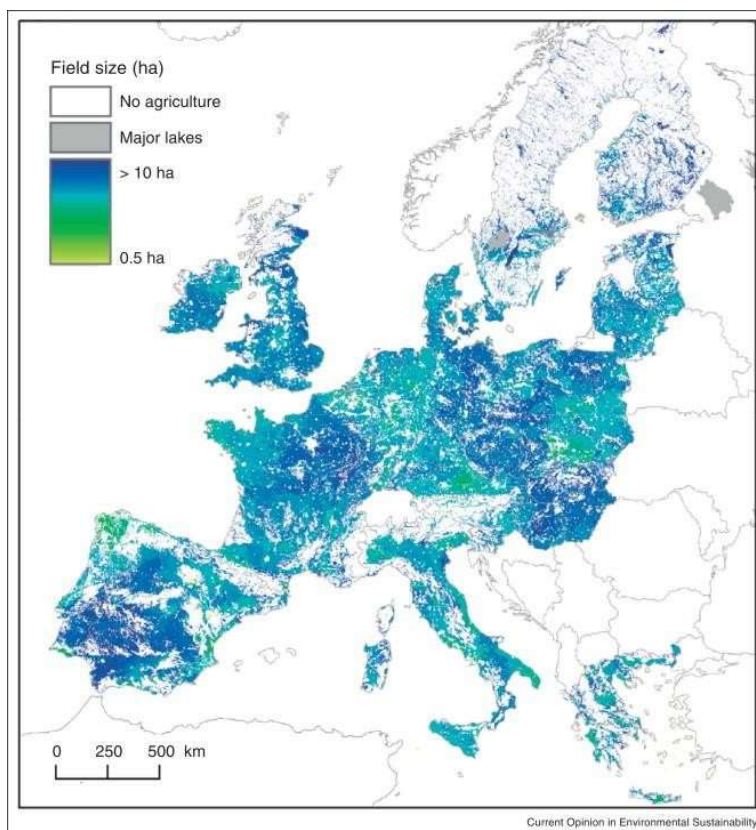 Field size (ha)
No agriculture
Major lakes
> 10 ha
0.5 ha
0 250 500 km
Current Opinion in Environmental Sustainability